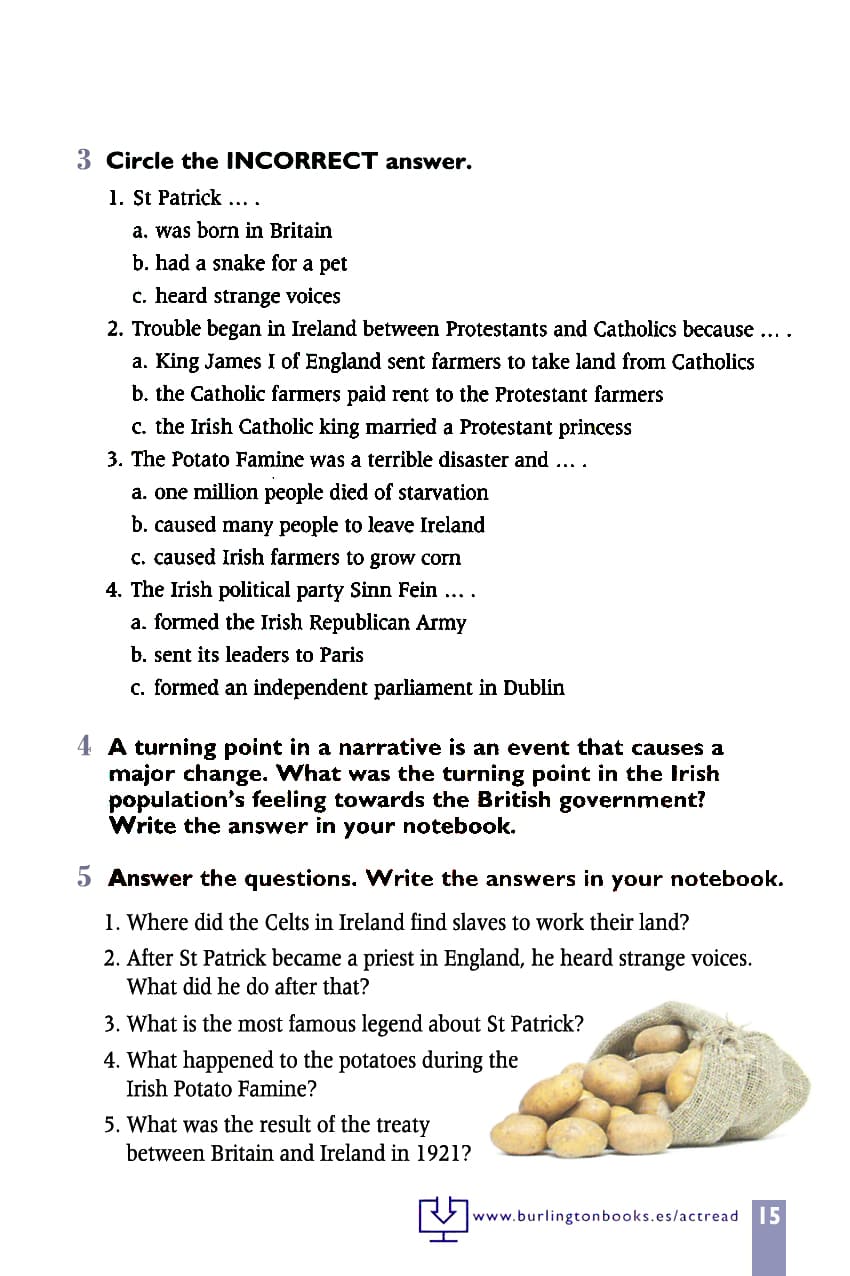 3 Circle the INCORRECT answer.
1. St Patrick ... .
a. was born in Britain
b. had a snake for a pet
c. heard strange voices
2. Trouble began in Ireland between Protestants and Catholics because ... .
a. King James I of England sent farmers to take land from Catholics
b. the Catholic farmers paid rent to the Protestant farmers
c. the Irish Catholic king married a Protestant princess
3. The Potato Famine was a terrible disaster and ... .
a. one million people died of starvation
b. caused many people to leave Ireland
c. caused Irish farmers to grow corn
4. The Irish political party Sinn Fein ... .
a. formed the Irish Republican Army
b. sent its leaders to Paris
c. formed an independent parliament in Dublin
4 A turning point in a narrative is an event that causes a
major change. What was the turning point in the Irish
population's feeling towards the British government?
Write the answer in your notebook.
5 Answer the questions. Write the answers in your notebook.
1. Where did the Celts in Ireland find slaves to work their land?
2. After St Patrick became a priest in England, he heard strange voices.
What did he do after that?
3. What is the most famous legend about St Patrick?
4. What happened to the potatoes during the
Irish Potato Famine?
5. What was the result of the treaty
between Britain and Ireland in 1921?
www.burlingtonbooks.es/actread 15